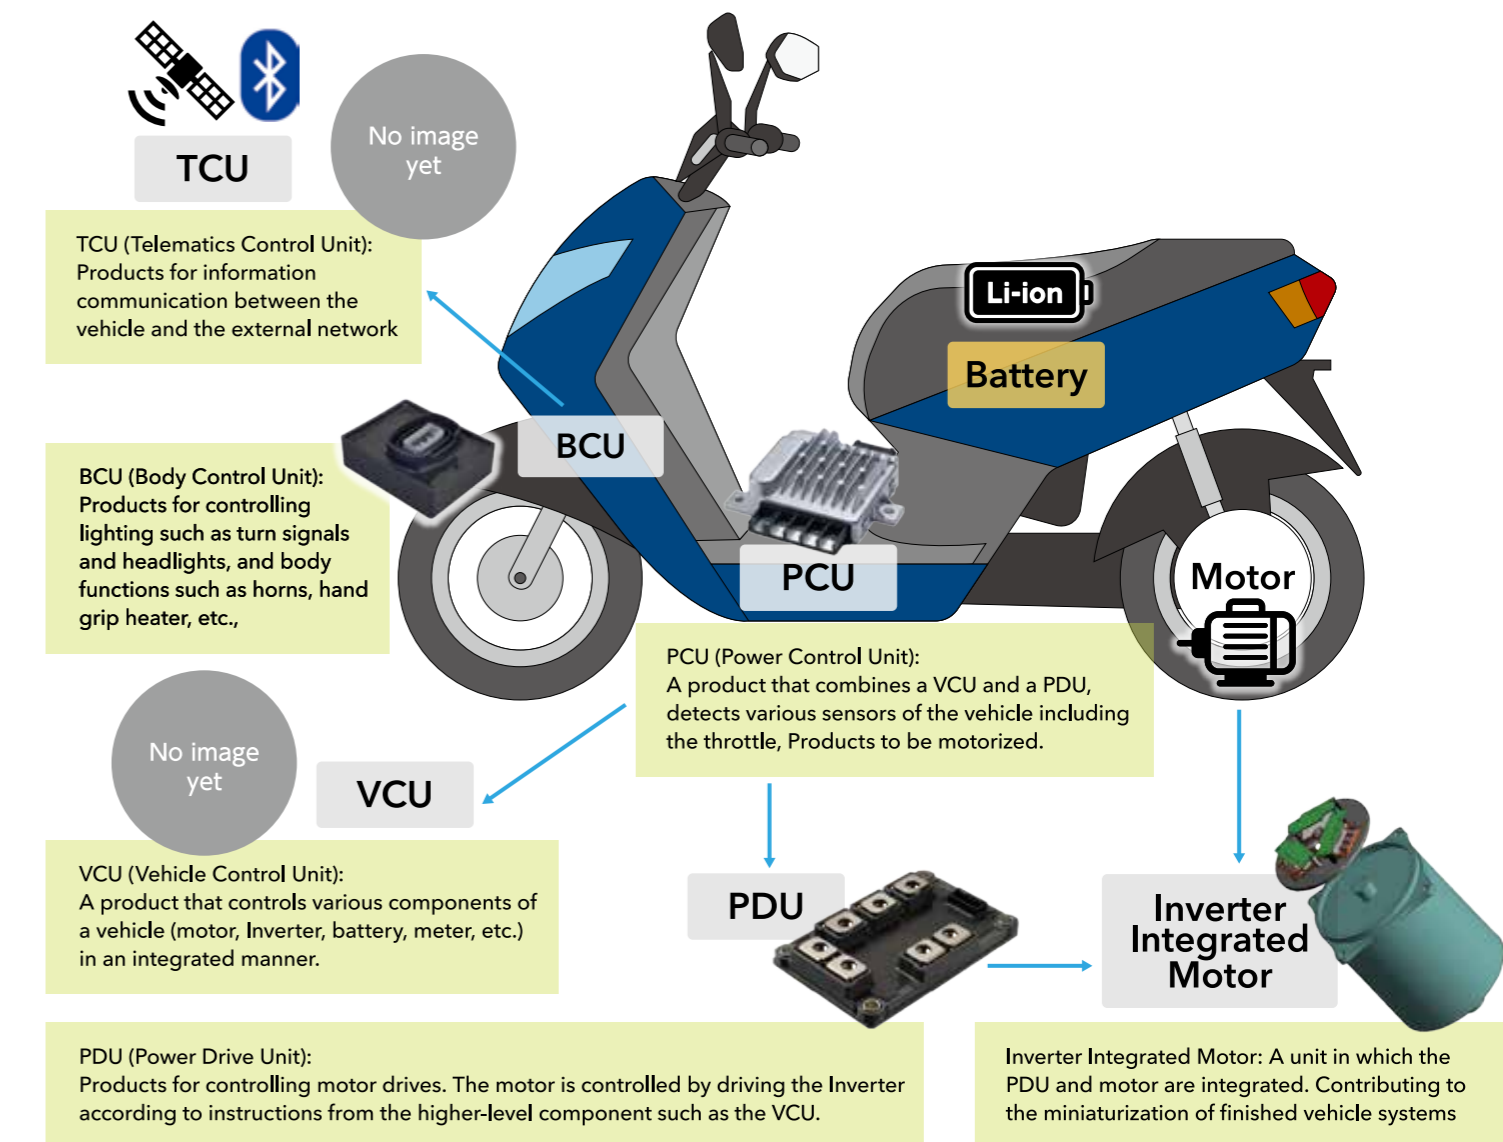 No image
yet
TCU
TCU (Telematics Control Unit):
Products for information
communication between the
vehicle and the external network
Li-ion
Battery
BCU
BCU (Body Control Unit):
Products for controlling
lighting such as turn signals
and headlights, and body
functions such as horns, hand
grip heater, etc.,
PCU
Motor
PCU (Power Control Unit):
A product that combines a VCU and a PDU,
detects various sensors of the vehicle including
the throttle, Products to be motorized.
No image
yet
VCU
VCU (Vehicle Control Unit):
A product that controls various components of
a vehicle (motor, Inverter, battery, meter, etc.)
in an integrated manner.
PDU
Inverter
Integrated
Motor
PDU (Power Drive Unit):
Products for controlling motor drives. The motor is controlled by driving the Inverter
according to instructions from the higher-level component such as the VCU.
Inverter Integrated Motor: A unit in which the
PDU and motor are integrated. Contributing to
the miniaturization of finished vehicle systems